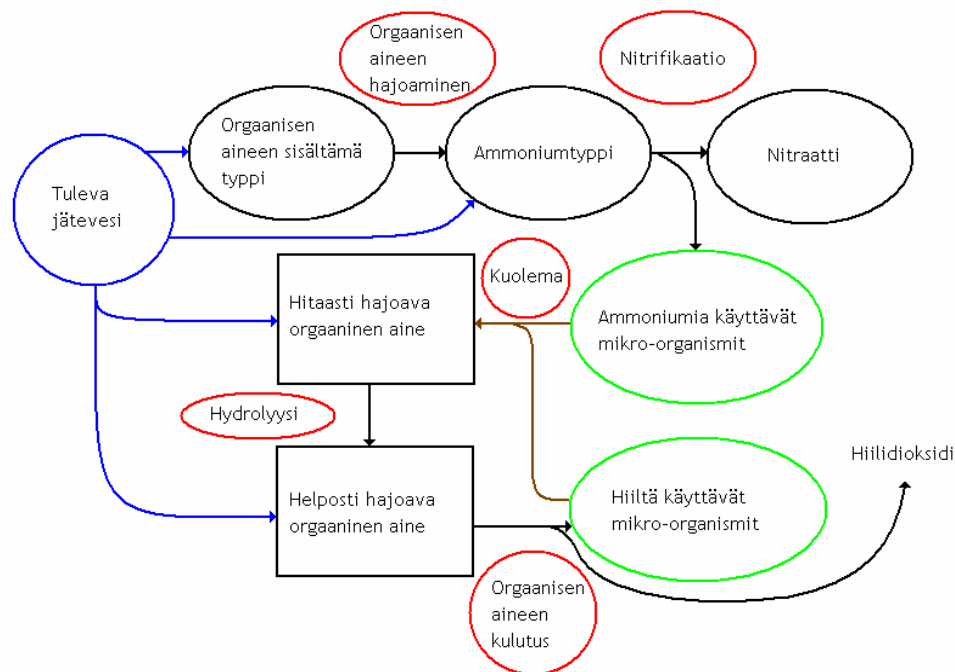 Orgaanisen
aineen
hajoaminen
Nitrifikaatio
Orgaanisen
aineen sisältämä
typpi
Ammoniumtyppi
Nitraatti
Tuleva
jätevesi
Kuolema
Hitaasti hajoava
orgaaninen aine
Ammoniumia käyttävät
mikro-organismit
Hydrolyysi
Hiilidioksidi
Helposti hajoava
orgaaninen aine
Hiiltä käyttävät
mikro-organismit
Orgaanisen
aineen
kulutus